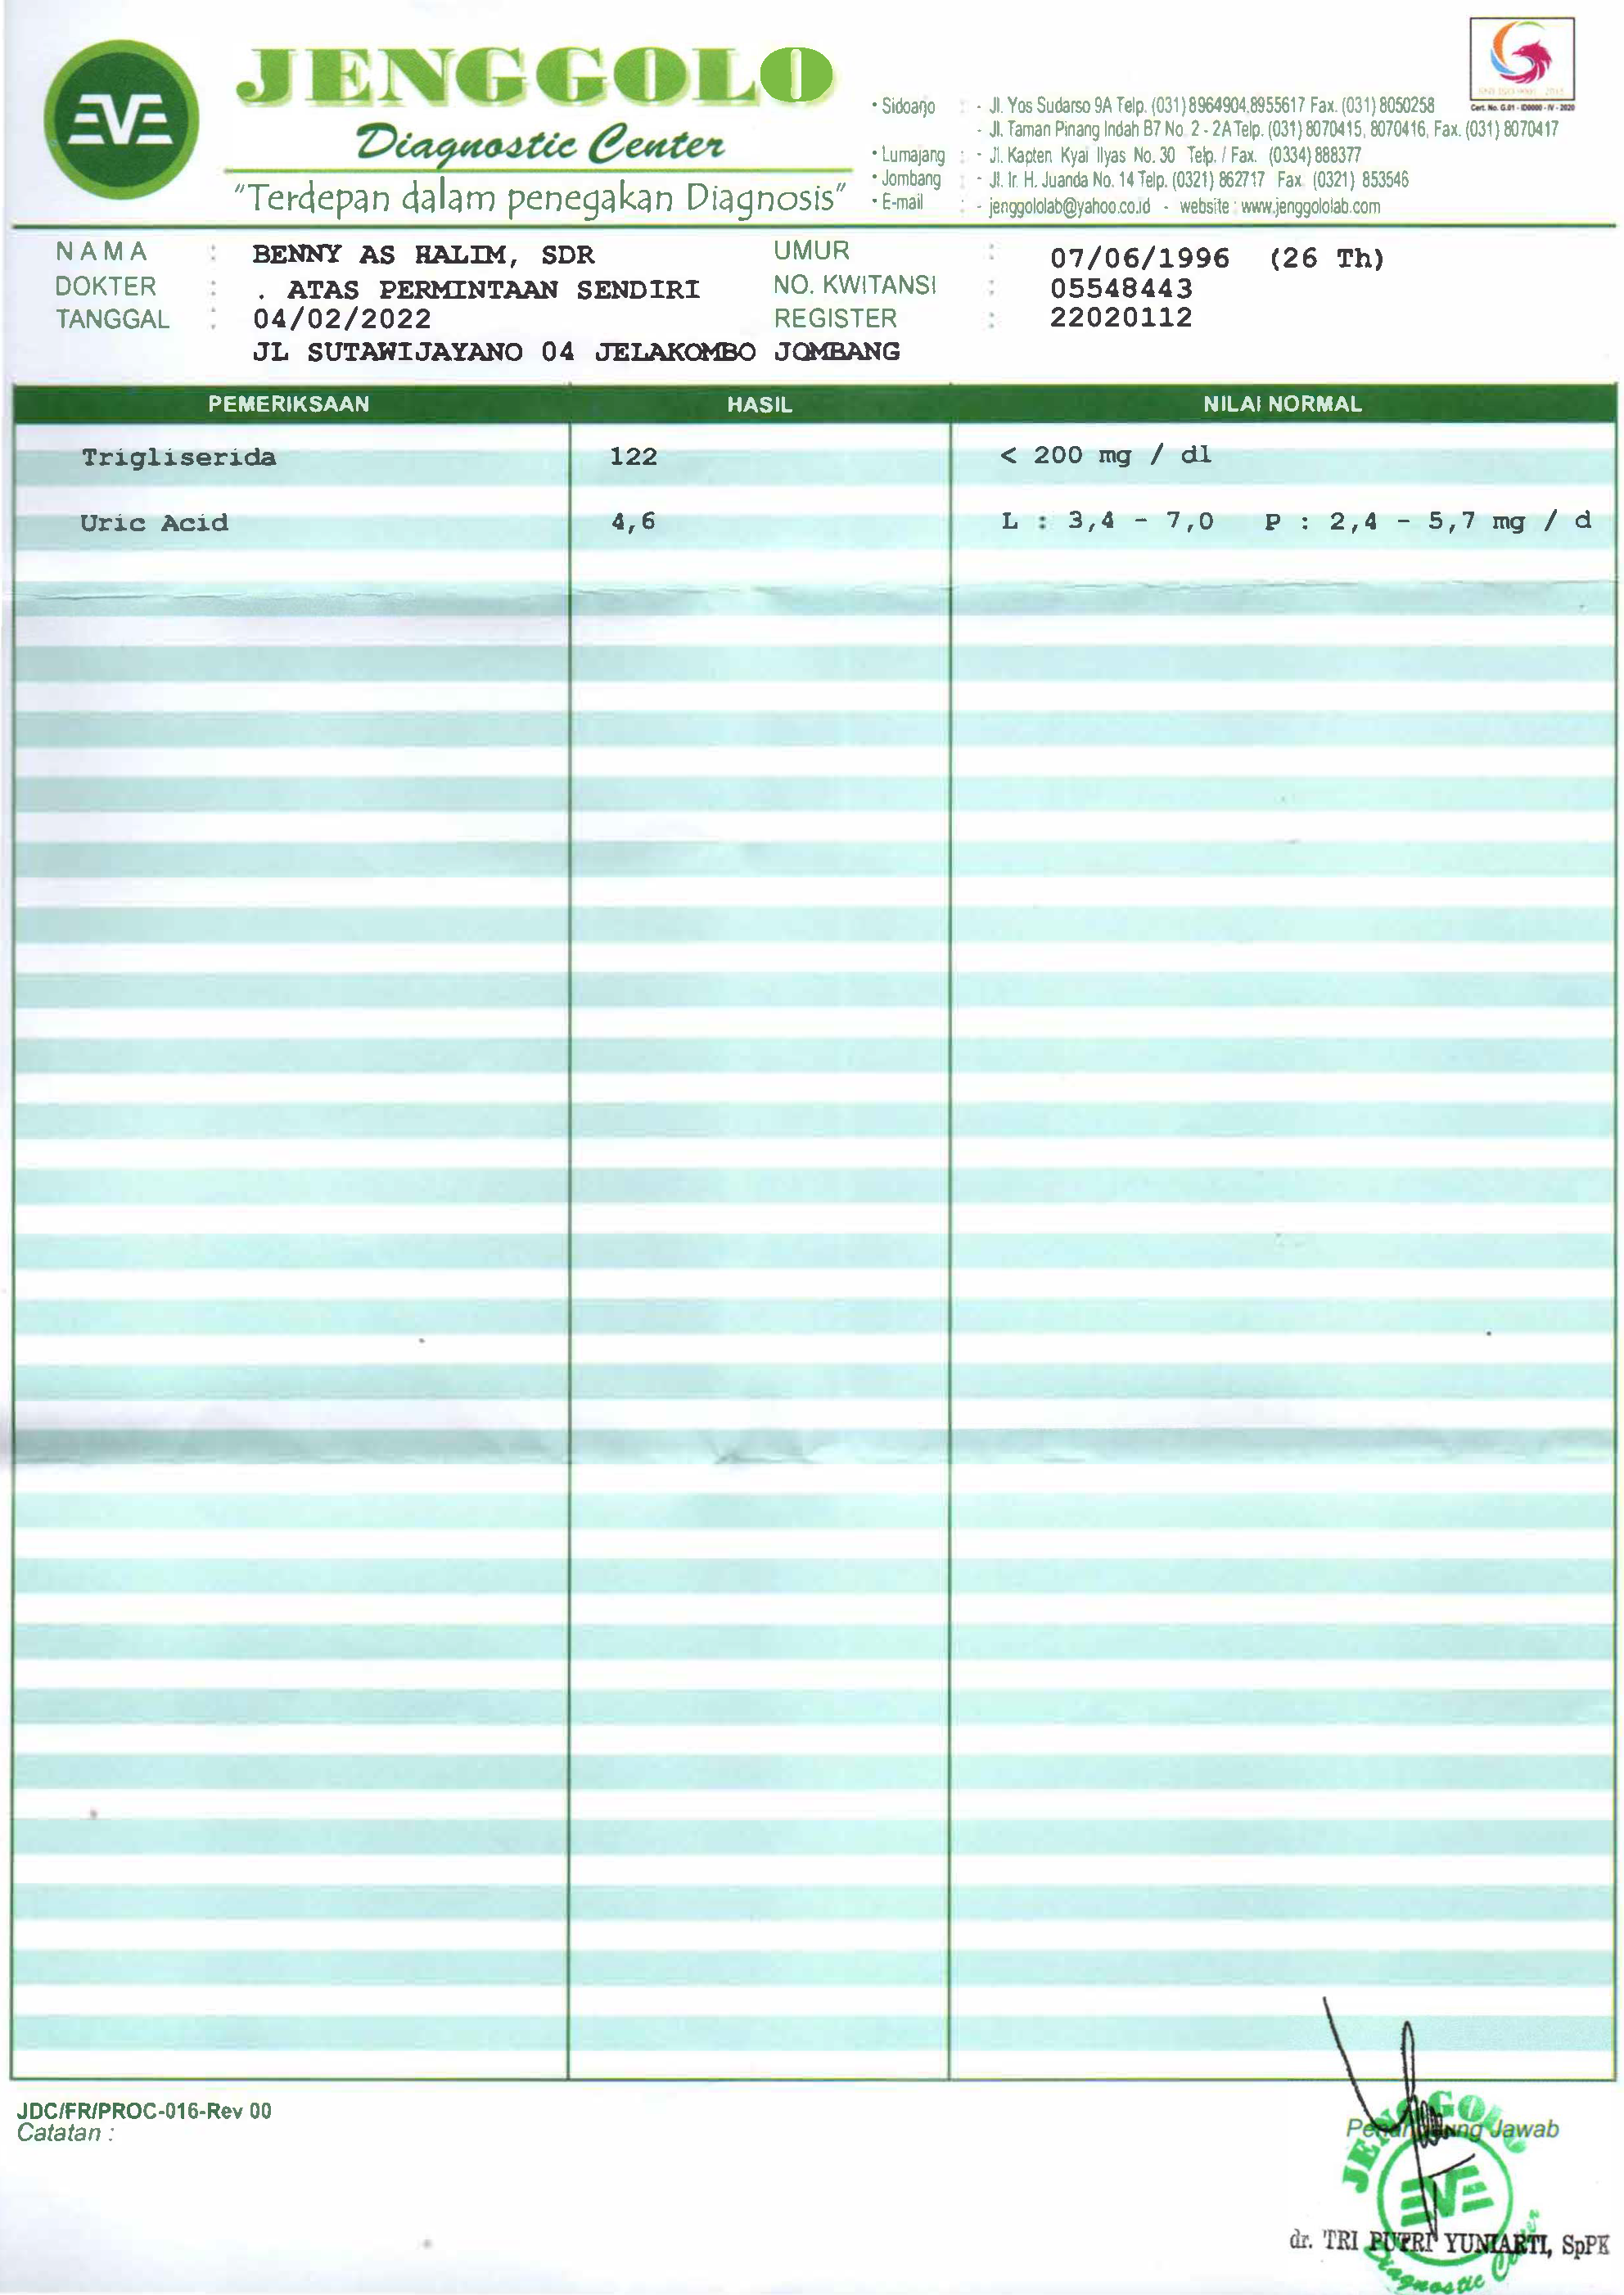 JENGGOLO
Diagnostic Center
"Terdepan dalam penegakan Diagnosis"
• Sidoarjo : - Jl. Yos Sudarso 9A Telp. (031) 8964904,8955617 Fax. (031) 8050258
- Jl. Taman Pinang Indah B7 No. 2 - 2A Telp. (031) 8070415, 8070416, Fax. (031) 8070417
• Lumajang : - Jl. Kapten Kyai Ilyas No. 30 Telp. / Fax. (0334) 888377
• Jombang : - Jl. Ir. H. Juanda No. 14 Telp. (0321) 862717 Fax. (0321) 853546
• E-mail : - jenggololab@yahoo.co.id - website : www.jenggololab.com
Cert. No. G.01 - ID0000 - IV - 2020
NAMA : BENNY AS HALIM, SDR UMUR : 07/06/1996 (26 Th)
DOKTER : . ATAS PERMINTAAN SENDIRI NO. KWITANSI : 05548443
TANGGAL : 04/02/2022 REGISTER : 22020112
JL SUTAWIJAYANO 04 JELAKOMBO JOMBANG
PEMERIKSAAN HASIL NILAI NORMAL
Trigliserida 122 < 200 mg / dl
Uric Acid 4,6 L : 3,4 - 7,0 P : 2,4 - 5,7 mg / d
JDC/FR/PROC-016-Rev 00
Catatan :
Penanggung Jawab
JENGGOLO
dr. TRI PUTRI YUNIARTI, SpPK
Diagnostic Center